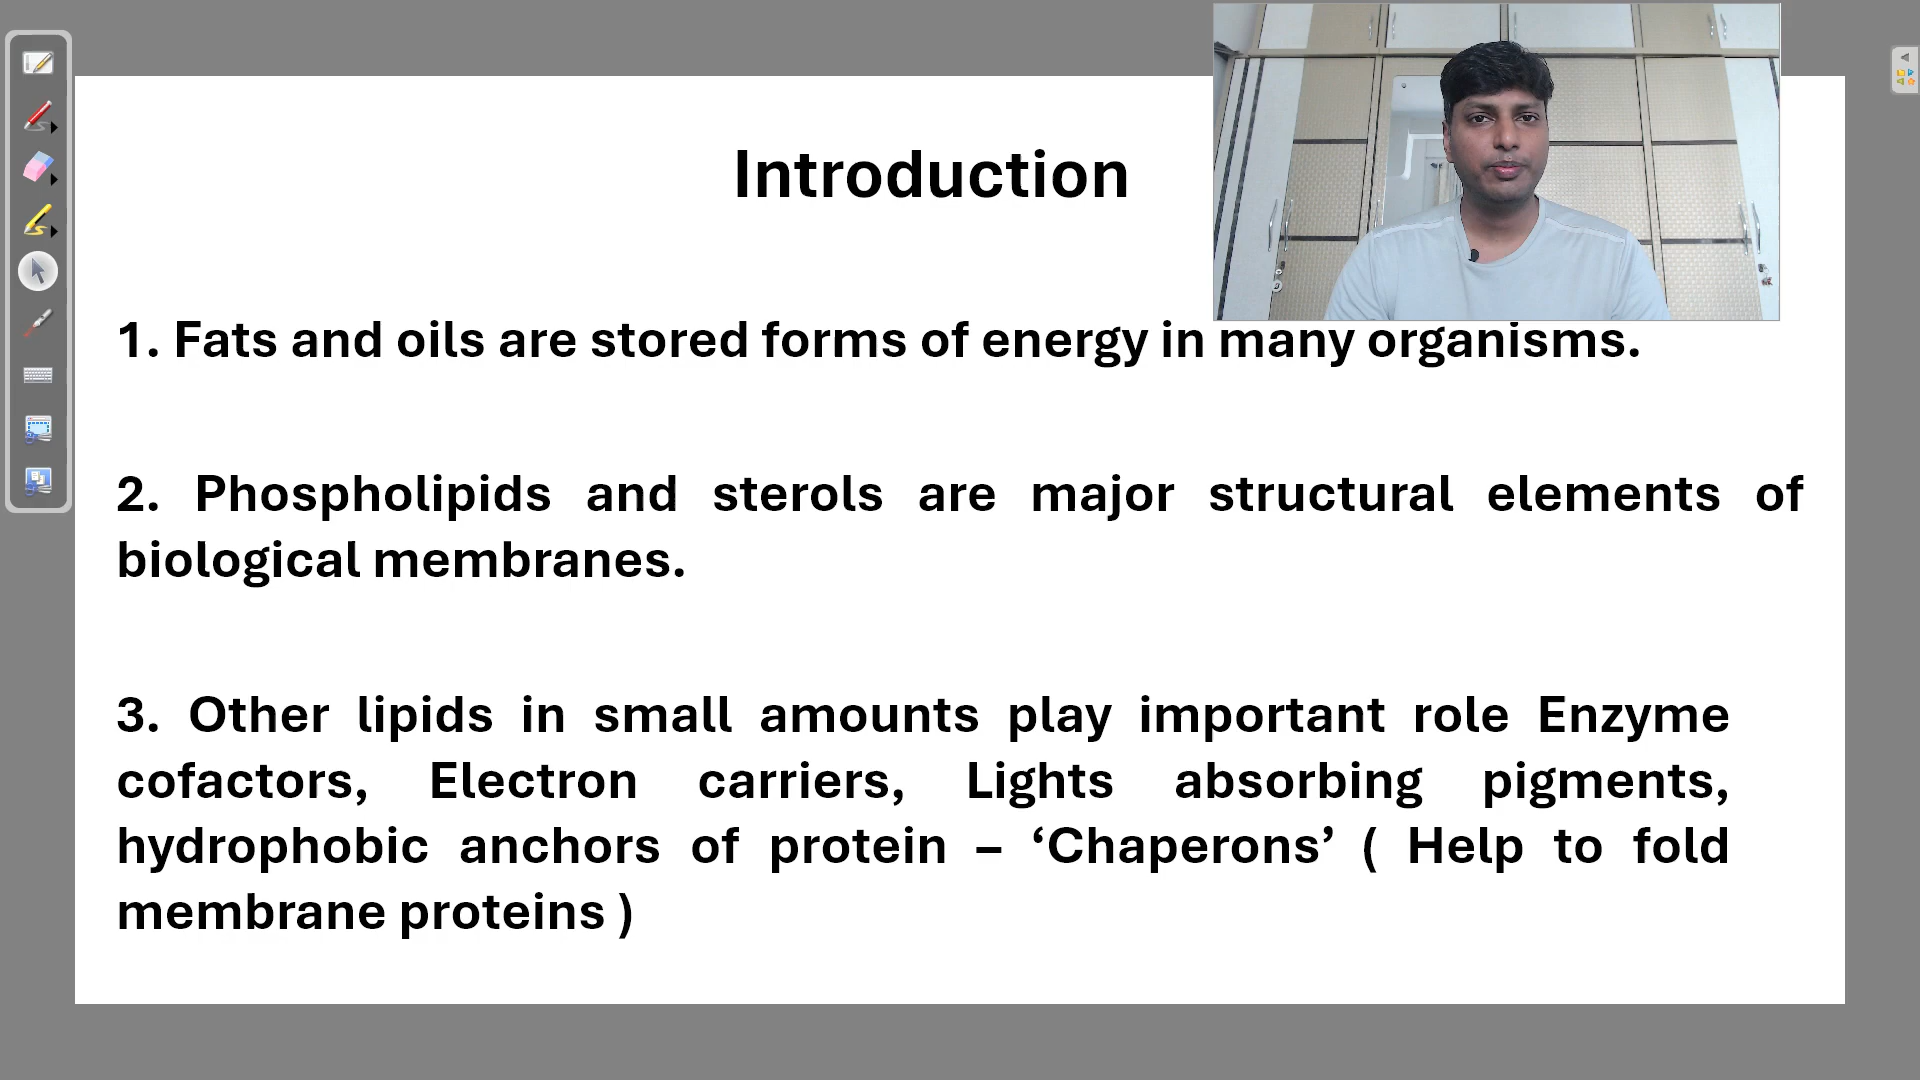 Introduction
1. Fats and oils are stored forms of energy in many organisms.
2. Phospholipids and sterols are major structural elements of
biological membranes.
3. Other lipids in small amounts play important role Enzyme
cofactors, Electron carriers, Lights absorbing pigments,
hydrophobic anchors of protein – ‘Chaperons’ ( Help to fold
membrane proteins )